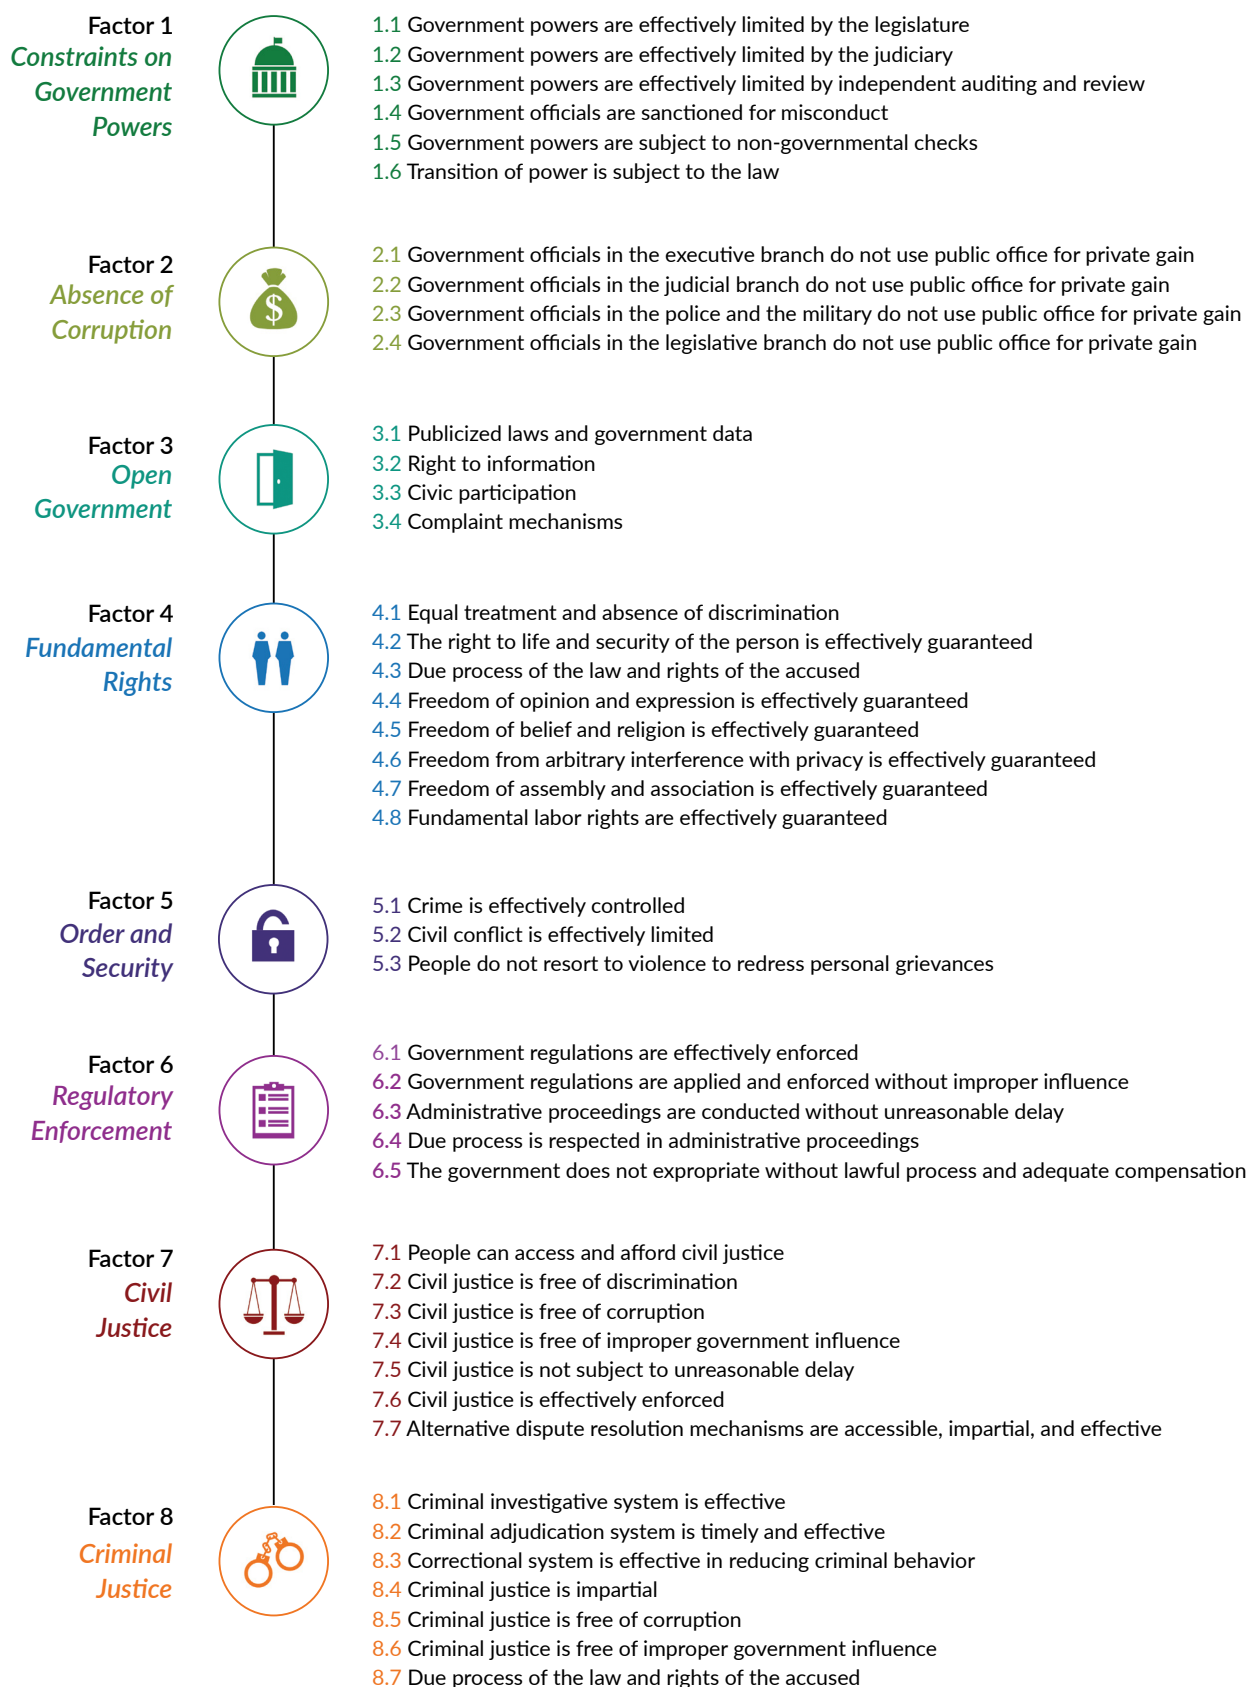 Factor 1
Constraints on
Government
Powers
1.1 Government powers are effectively limited by the legislature
1.2 Government powers are effectively limited by the judiciary
1.3 Government powers are effectively limited by independent auditing and review
1.4 Government officials are sanctioned for misconduct
1.5 Government powers are subject to non-governmental checks
1.6 Transition of power is subject to the law
Factor 2
Absence of
Corruption
$
2.1 Government officials in the executive branch do not use public office for private gain
2.2 Government officials in the judicial branch do not use public office for private gain
2.3 Government officials in the police and the military do not use public office for private gain
2.4 Government officials in the legislative branch do not use public office for private gain
Factor 3
Open
Government
3.1 Publicized laws and government data
3.2 Right to information
3.3 Civic participation
3.4 Complaint mechanisms
Factor 4
Fundamental
Rights
4.1 Equal treatment and absence of discrimination
4.2 The right to life and security of the person is effectively guaranteed
4.3 Due process of the law and rights of the accused
4.4 Freedom of opinion and expression is effectively guaranteed
4.5 Freedom of belief and religion is effectively guaranteed
4.6 Freedom from arbitrary interference with privacy is effectively guaranteed
4.7 Freedom of assembly and association is effectively guaranteed
4.8 Fundamental labor rights are effectively guaranteed
Factor 5
Order and
Security
5.1 Crime is effectively controlled
5.2 Civil conflict is effectively limited
5.3 People do not resort to violence to redress personal grievances
Factor 6
Regulatory
Enforcement
6.1 Government regulations are effectively enforced
6.2 Government regulations are applied and enforced without improper influence
6.3 Administrative proceedings are conducted without unreasonable delay
6.4 Due process is respected in administrative proceedings
6.5 The government does not expropriate without lawful process and adequate compensation
Factor 7
Civil
Justice
7.1 People can access and afford civil justice
7.2 Civil justice is free of discrimination
7.3 Civil justice is free of corruption
7.4 Civil justice is free of improper government influence
7.5 Civil justice is not subject to unreasonable delay
7.6 Civil justice is effectively enforced
7.7 Alternative dispute resolution mechanisms are accessible, impartial, and effective
Factor 8
Criminal
Justice
8.1 Criminal investigative system is effective
8.2 Criminal adjudication system is timely and effective
8.3 Correctional system is effective in reducing criminal behavior
8.4 Criminal justice is impartial
8.5 Criminal justice is free of corruption
8.6 Criminal justice is free of improper government influence
8.7 Due process of the law and rights of the accused